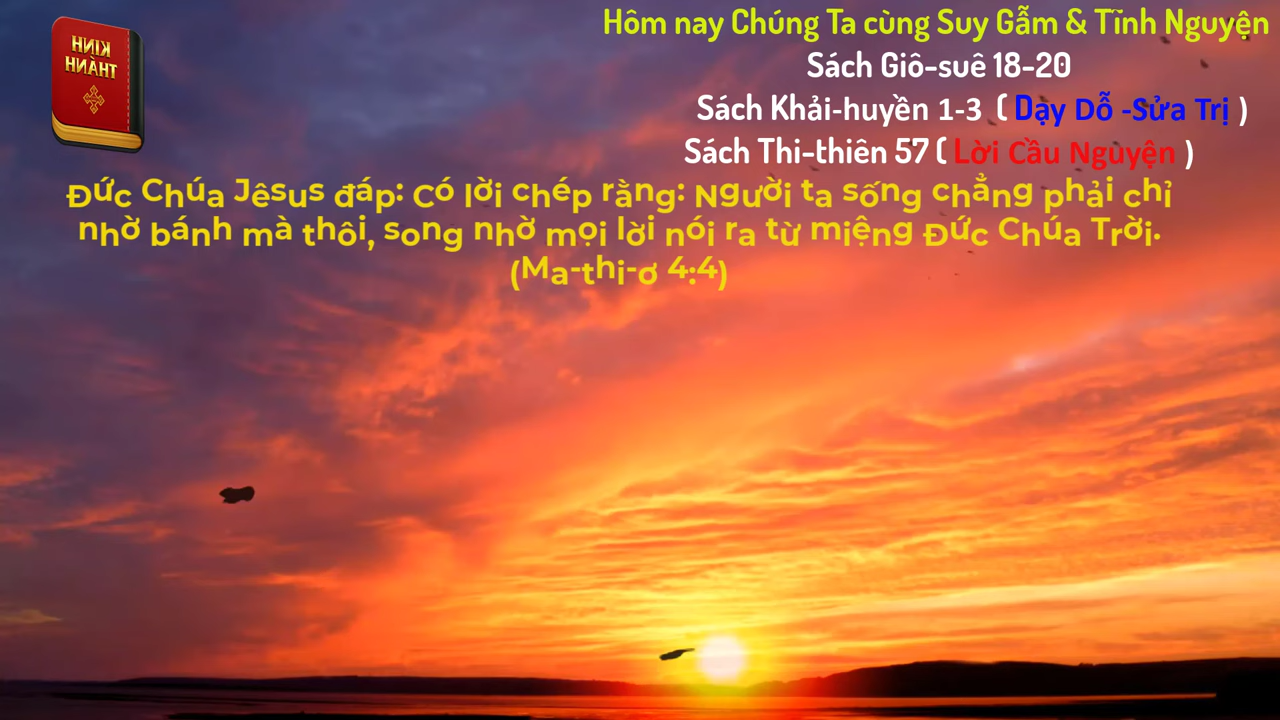 KINH
THÁNH
Hôm nay Chúng Ta cùng Suy Gẫm & Tĩnh Nguyện
Sách Giô-suê 18-20
Sách Khải-huyền 1-3 ( Dạy Dỗ -Sửa Trị )
Sách Thi-thiên 57 ( Lời Cầu Nguyện )
Đức Chúa Jêsus đáp: Có lời chép rằng: Người ta sống chẳng phải chỉ
nhờ bánh mà thôi, song nhờ mọi lời nói ra từ miệng Đức Chúa Trời.
(Ma-thi-ơ 4:4)